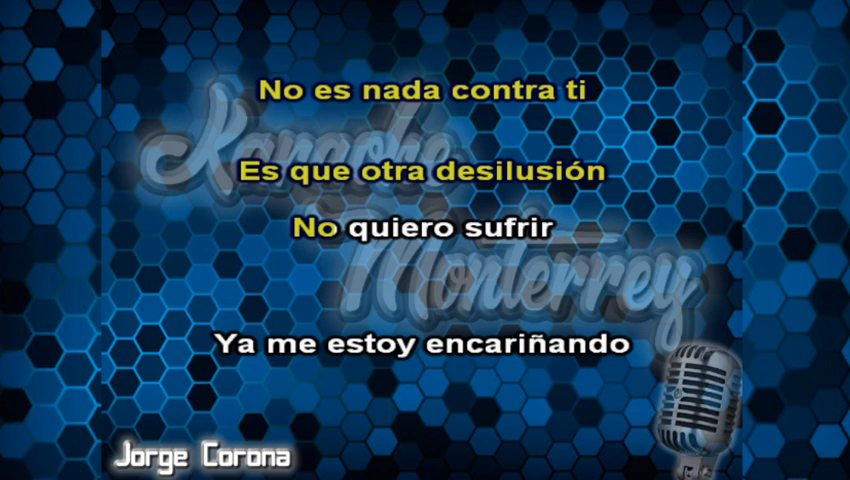 No es nada contra ti
Karaoke
Es que otra desilusión
No quiero sufrir
Monterrey
Ya me estoy encariñando
Jorge Corona